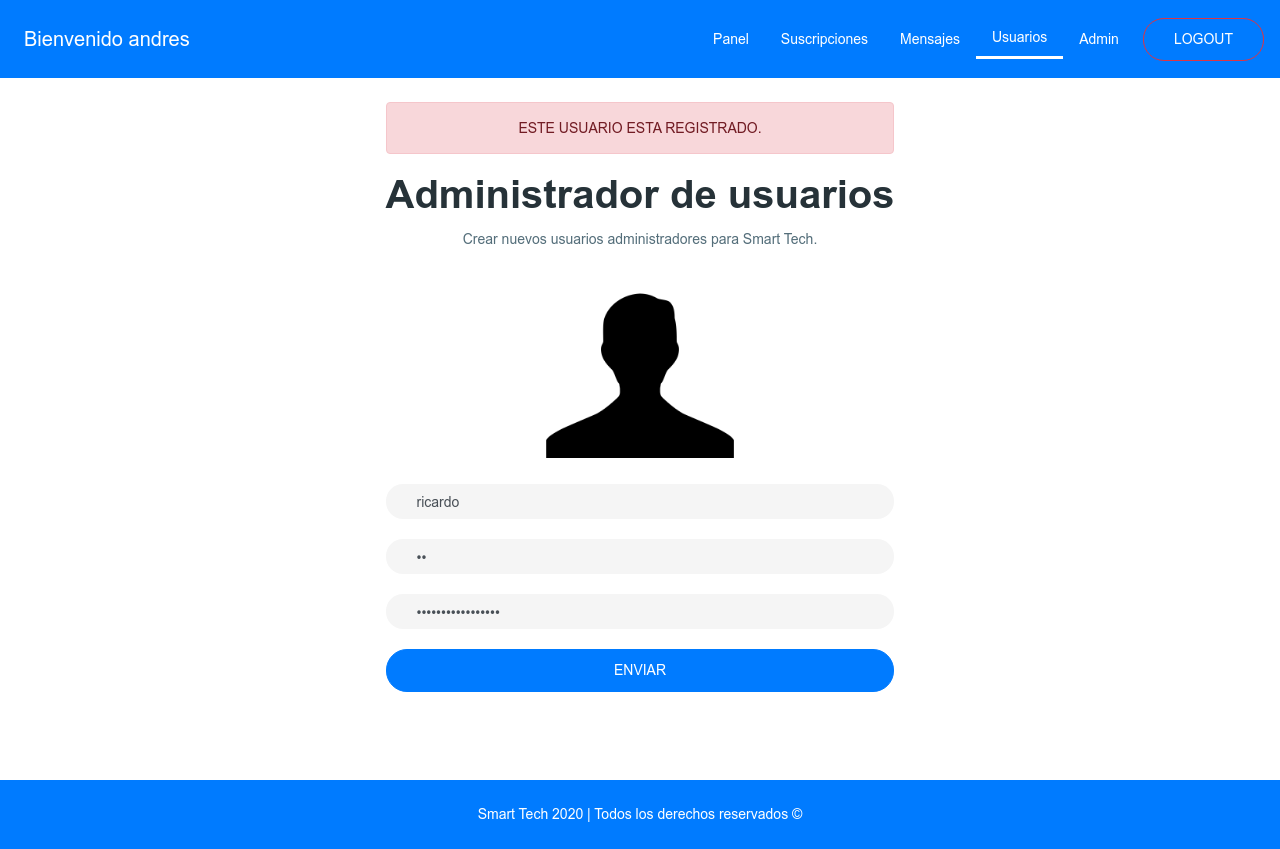 Bienvenido andres
Panel Suscripciones Mensajes Usuarios Admin LOGOUT
ESTE USUARIO ESTA REGISTRADO.
Administrador de usuarios
Crear nuevos usuarios administradores para Smart Tech.
ricardo
••
•••••••••••••••••
ENVIAR
Smart Tech 2020 | Todos los derechos reservados ©